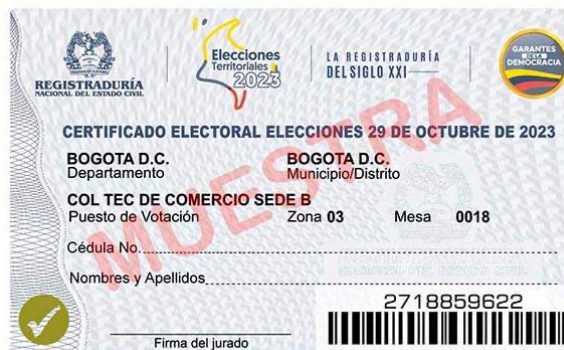 REGISTRADURÍA
NACIONAL DEL ESTADO CIVIL
Elecciones
Territoriales
2023
LA REGISTRADURÍA
DEL SIGLO XXI
GARANTES
DE LA
DEMOCRACIA
CERTIFICADO ELECTORAL ELECCIONES 29 DE OCTUBRE DE 2023
BOGOTA D.C. BOGOTA D.C.
Departamento Municipio/Distrito
COL TEC DE COMERCIO SEDE B
Puesto de Votación Zona 03 Mesa 0018
Cédula No.
Nombres y Apellidos
2718859622
Firma del jurado
MUESTRA